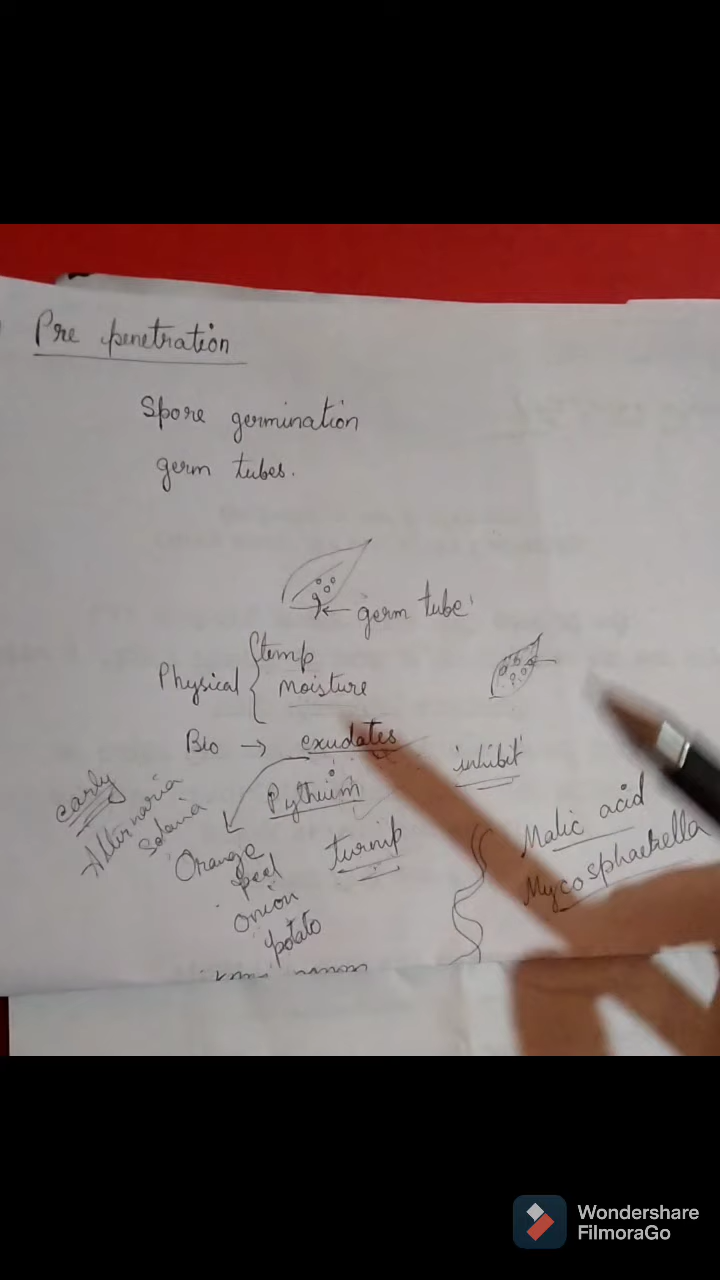 Pre penetration
Spore germination
germ tubes.
germ tube
Physical { temp
moisture
Bio → exudates
inhibit
early
Alternaria
Solania
Pythium
turnip
Orange
peel
onion
potato
Malic acid
Mycosphaerella
Wondershare
FilmoraGo